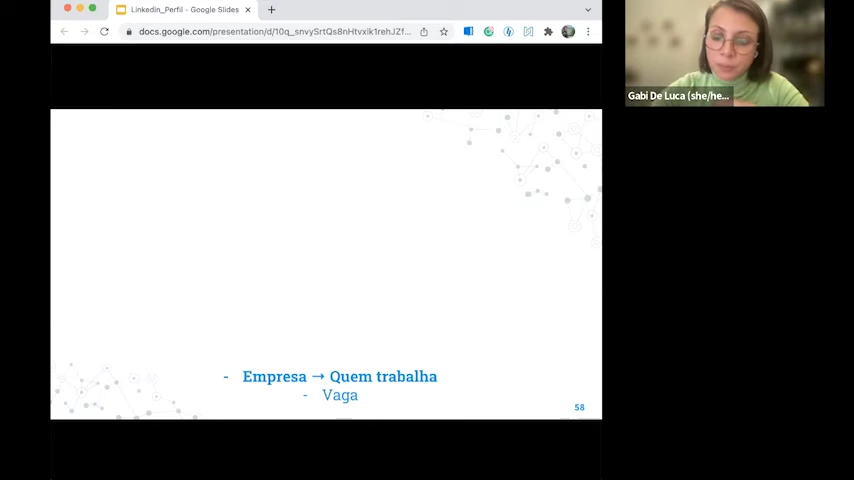 Linkedin_Perfil - Google Slides
docs.google.com/presentation/d/10q_snvySrtQs8nHtvxik1rehJZf...
Gabi De Luca (she/he...
- Empresa → Quem trabalha
- Vaga
58